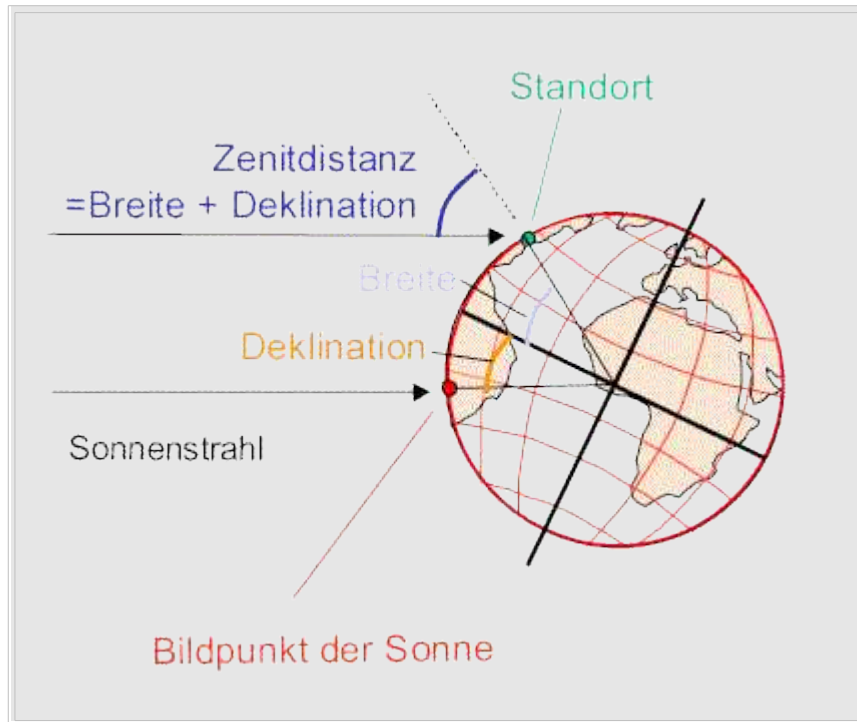 Standort
Zenitdistanz
=Breite + Deklination
Breite
Deklination
Sonnenstrahl
Bildpunkt der Sonne